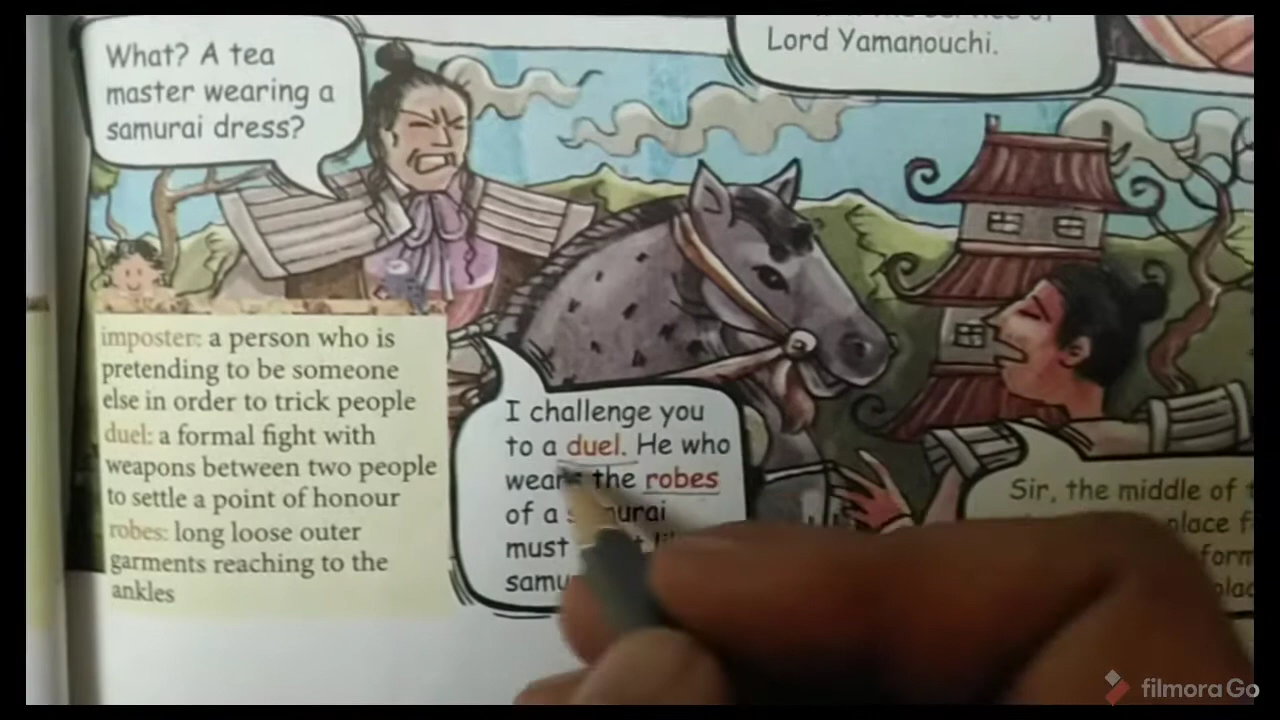 What? A tea
master wearing a
samurai dress?
Lord Yamanouchi.
imposter: a person who is
pretending to be someone
else in order to trick people
duel: a formal fight with
weapons between two people
to settle a point of honour
robes: long loose outer
garments reaching to the
ankles
I challenge you
to a duel. He who
wears the robes
of a samurai
must
Sir, the middle of
place
filmoraGo